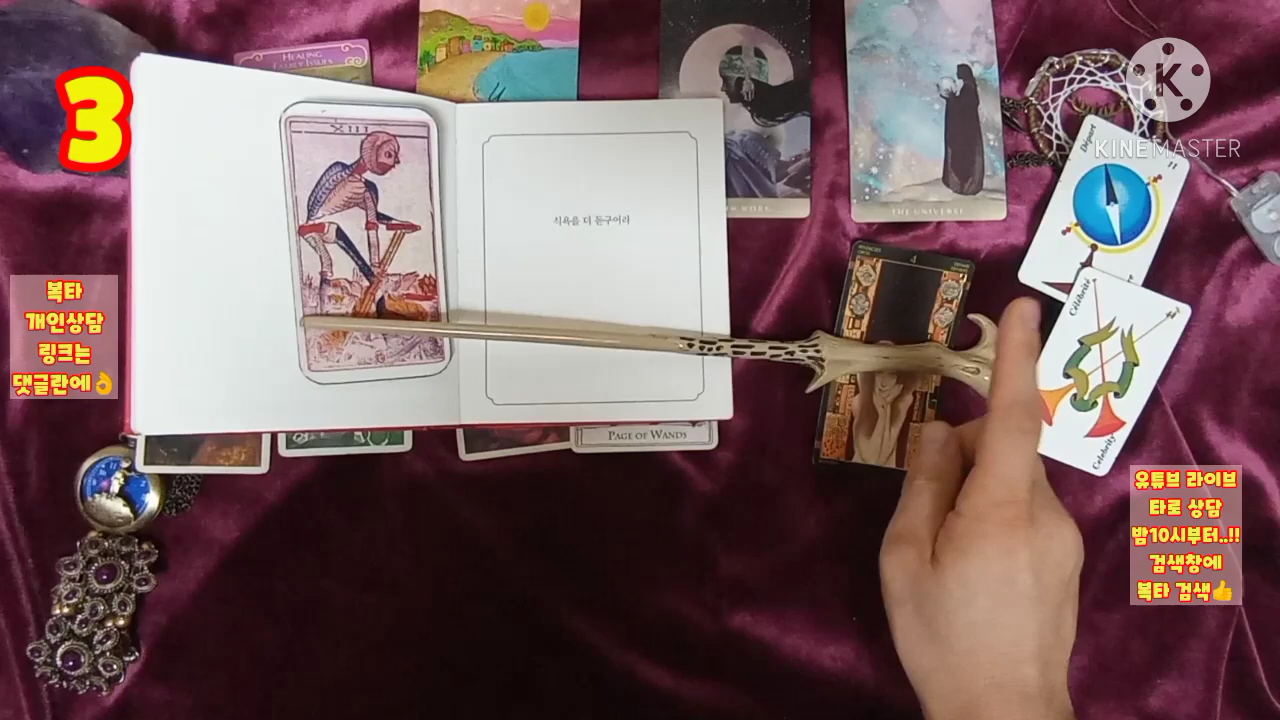 3
HEALING
FAMILY ISSUES
XIII
식욕을 더 돋구어라
THE UNIVERSE
Départ
11
KINEMASTER
Célébrité
Celebrity
PAGE OF WANDS
복타
개인상담
링크는
댓글란에👌
유튜브 라이브
타로 상담
밤10시부터..!!
검색창에
복타 검색👍